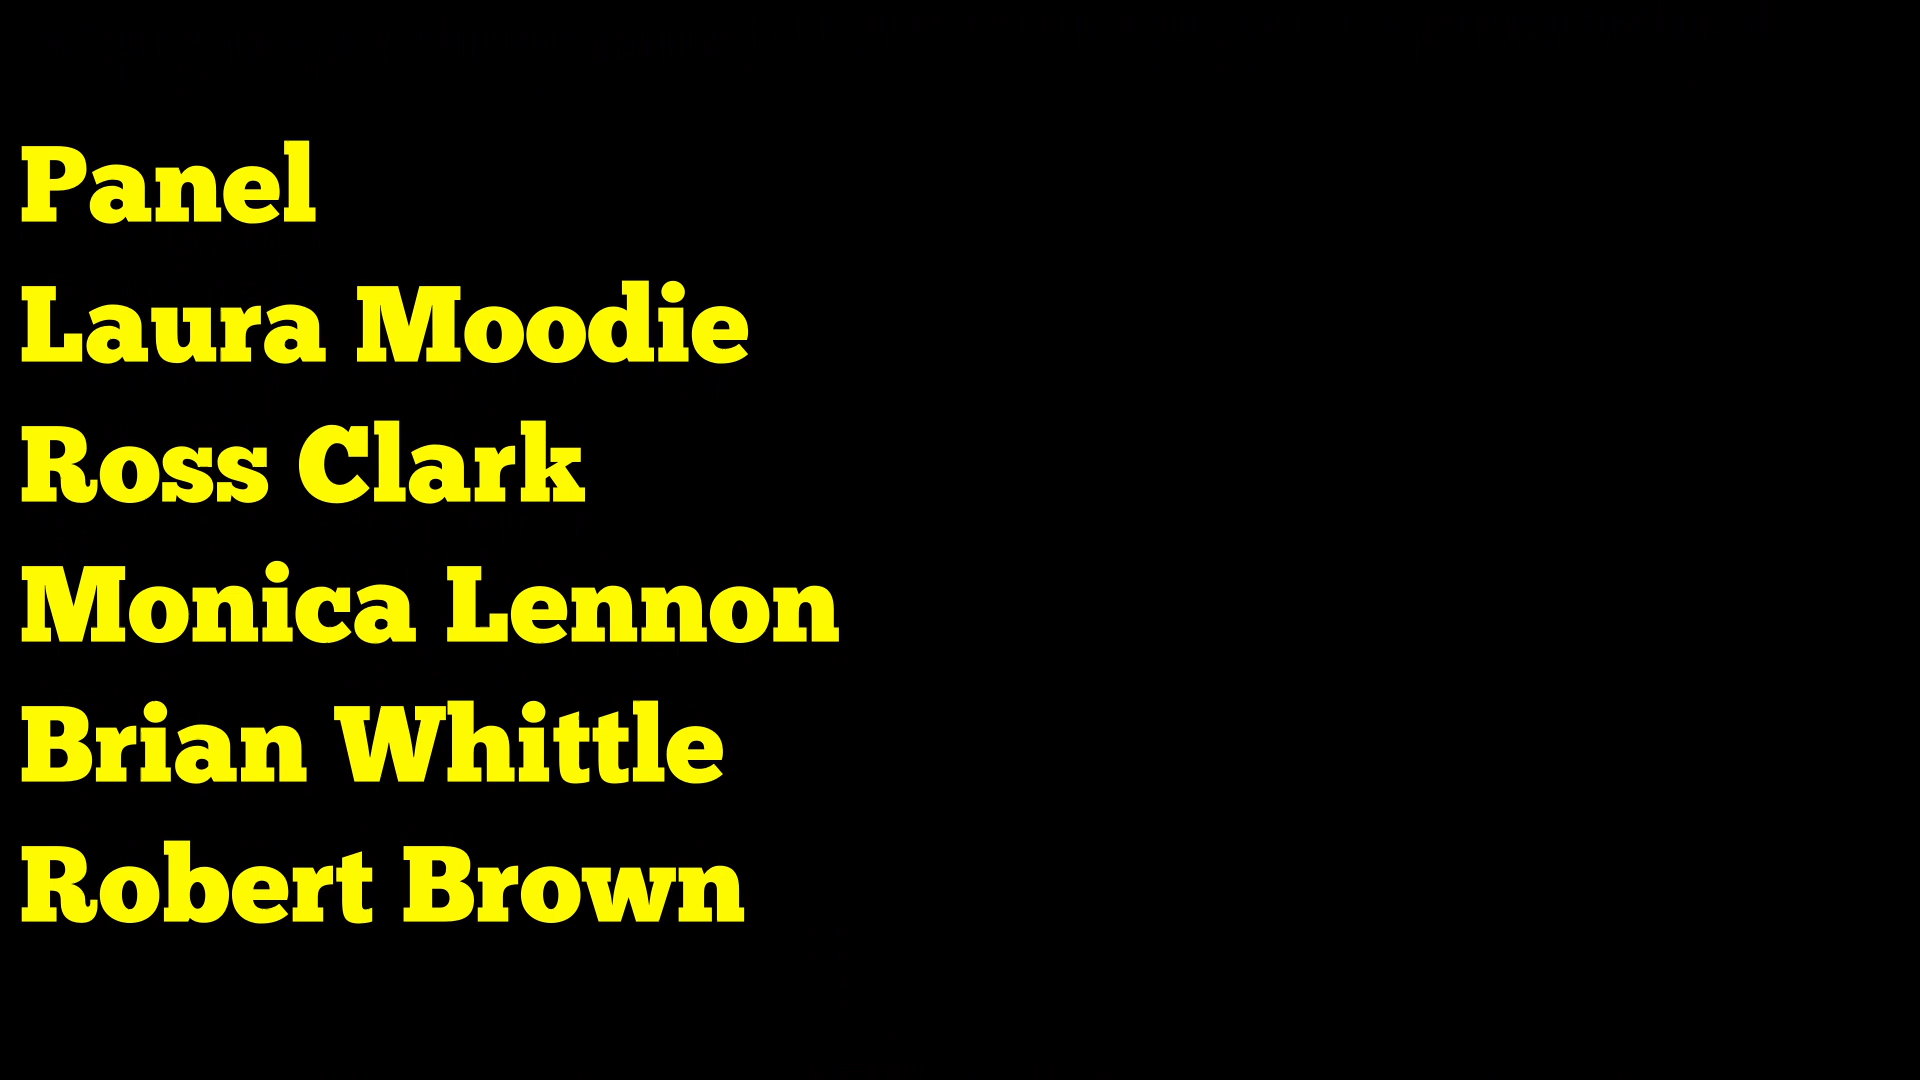 Panel
Laura Moodie
Ross Clark
Monica Lennon
Brian Whittle
Robert Brown